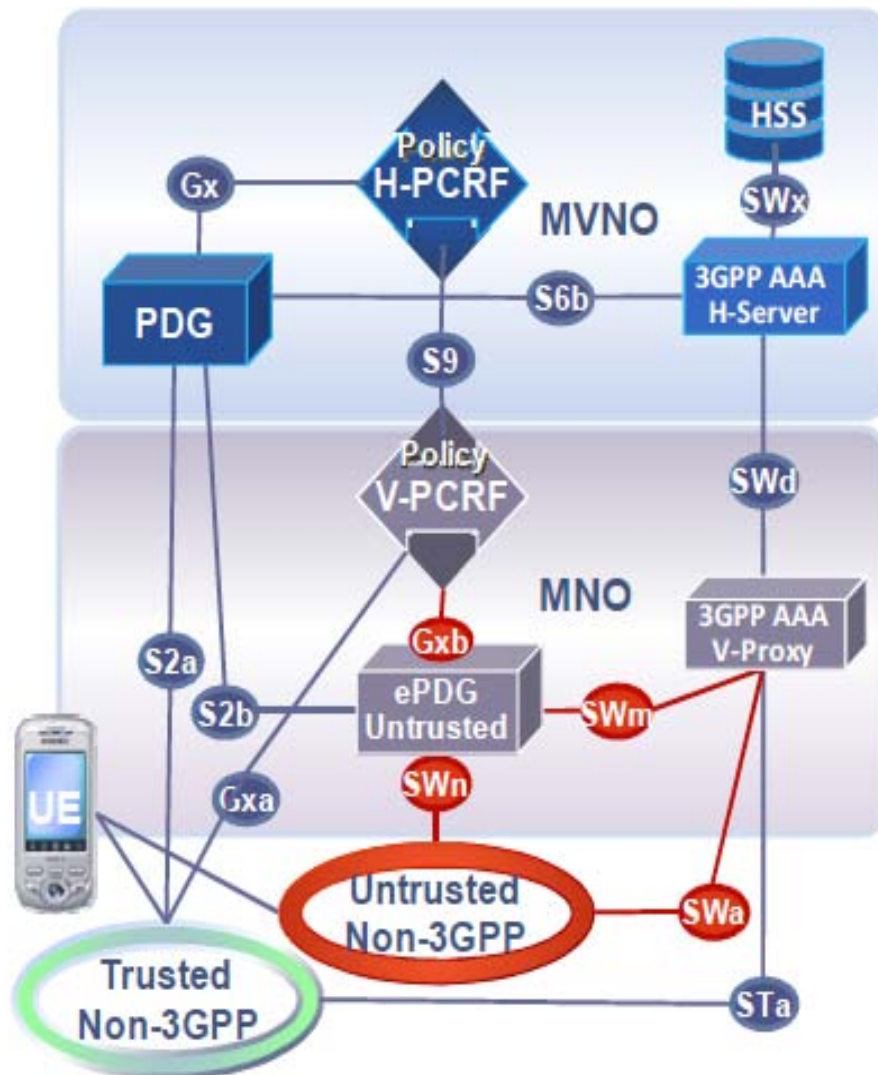 HSS
Policy
H-PCRF
Gx
SWx
MVNO
3GPP AAA
H-Server
S6b
PDG
S9
Policy
V-PCRF
SWd
MNO
3GPP AAA
V-Proxy
Gxb
S2a
ePDG
Untrusted
S2b
SWm
SWn
Gxa
UE
Untrusted
Non-3GPP
SWa
Trusted
Non-3GPP
STa